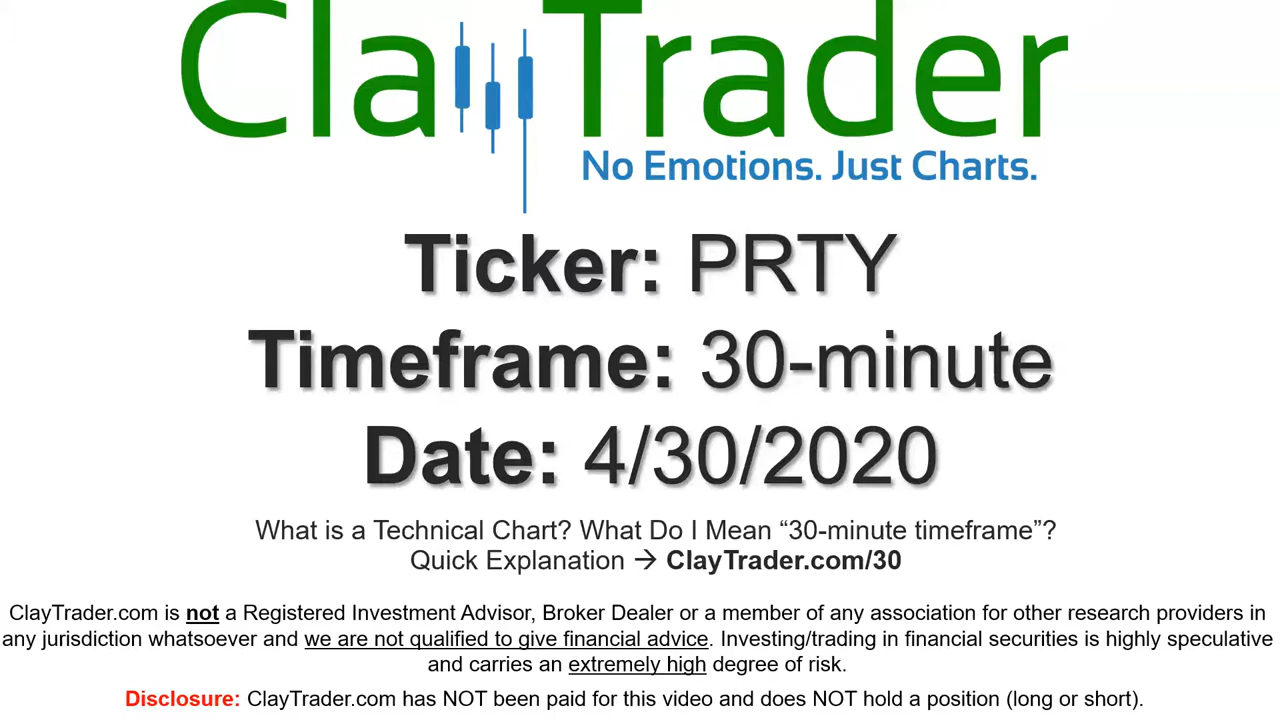 ClayTrader
No Emotions. Just Charts.
Ticker: PRTY
Timeframe: 30-minute
Date: 4/30/2020
What is a Technical Chart? What Do I Mean “30-minute timeframe”?
Quick Explanation → ClayTrader.com/30
ClayTrader.com is not a Registered Investment Advisor, Broker Dealer or a member of any association for other research providers in
any jurisdiction whatsoever and we are not qualified to give financial advice. Investing/trading in financial securities is highly speculative
and carries an extremely high degree of risk.
Disclosure: ClayTrader.com has NOT been paid for this video and does NOT hold a position (long or short).